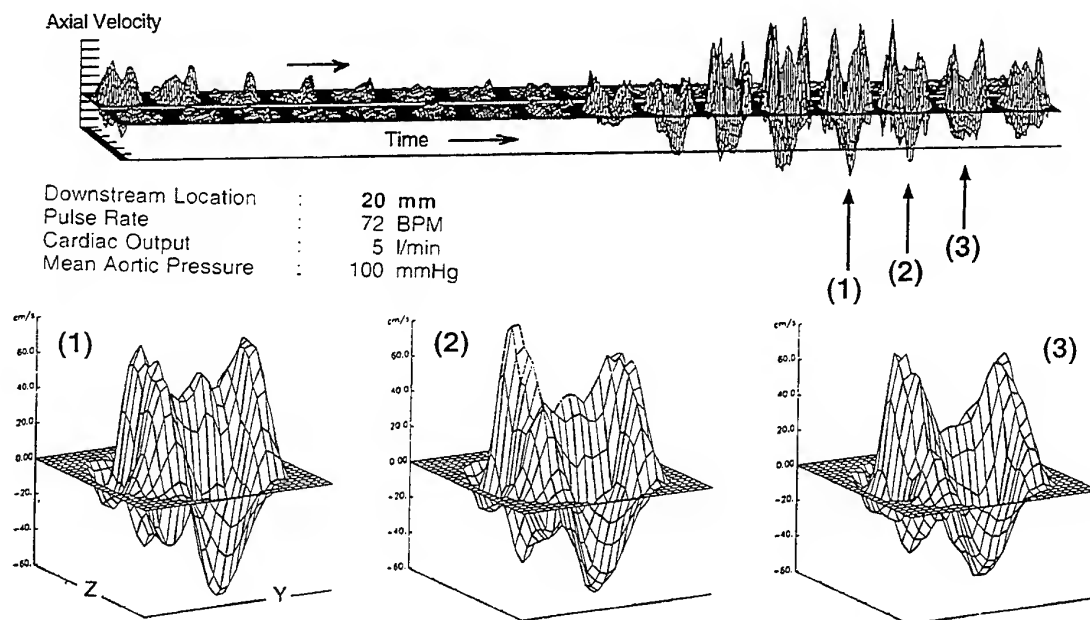 Axial Velocity
Time
Downstream Location : 20 mm
Pulse Rate : 72 BPM
Cardiac Output : 5 l/min
Mean Aortic Pressure : 100 mmHg
(1)
(2)
(3)
cm/s
60.0
40.0
20.0
0.00
-20.
-40.
-60.
Z
Y
(1)
cm/s
60.0
40.0
20.0
0.00
-20.
-40.
-60.
(2)
cm/s
60.0
40.0
20.0
0.00
-20.
-40.
-60.
(3)